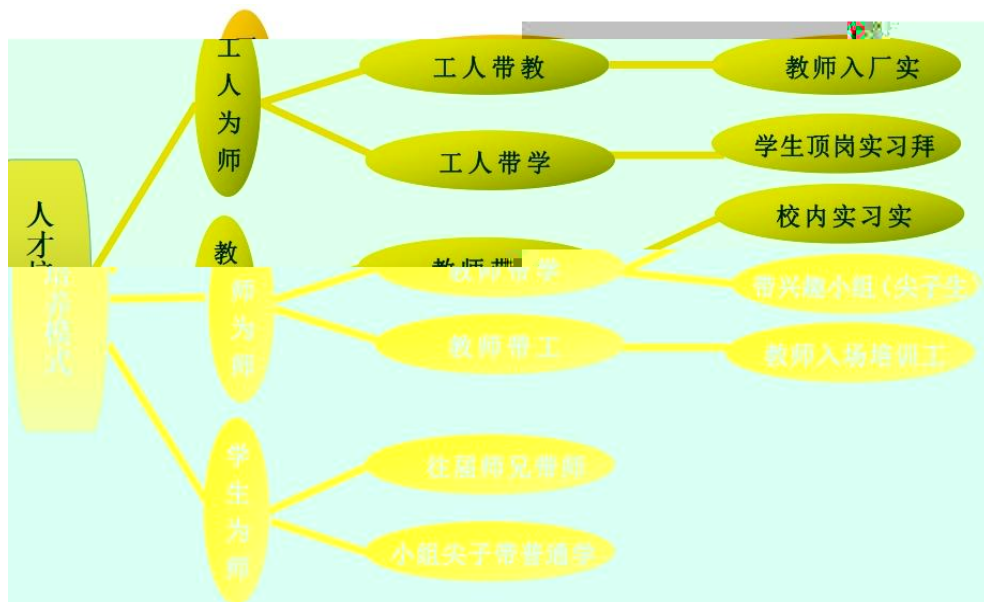 人才培养模式
工人为师
工人带教
教师入厂实
工人带学
学生顶岗实习拜
教师为师
教师带学
校内实习实
带兴趣小组（尖子生）
教师带工
教师入场培训工
学生为师
往届师兄带师
小组尖子带普通学